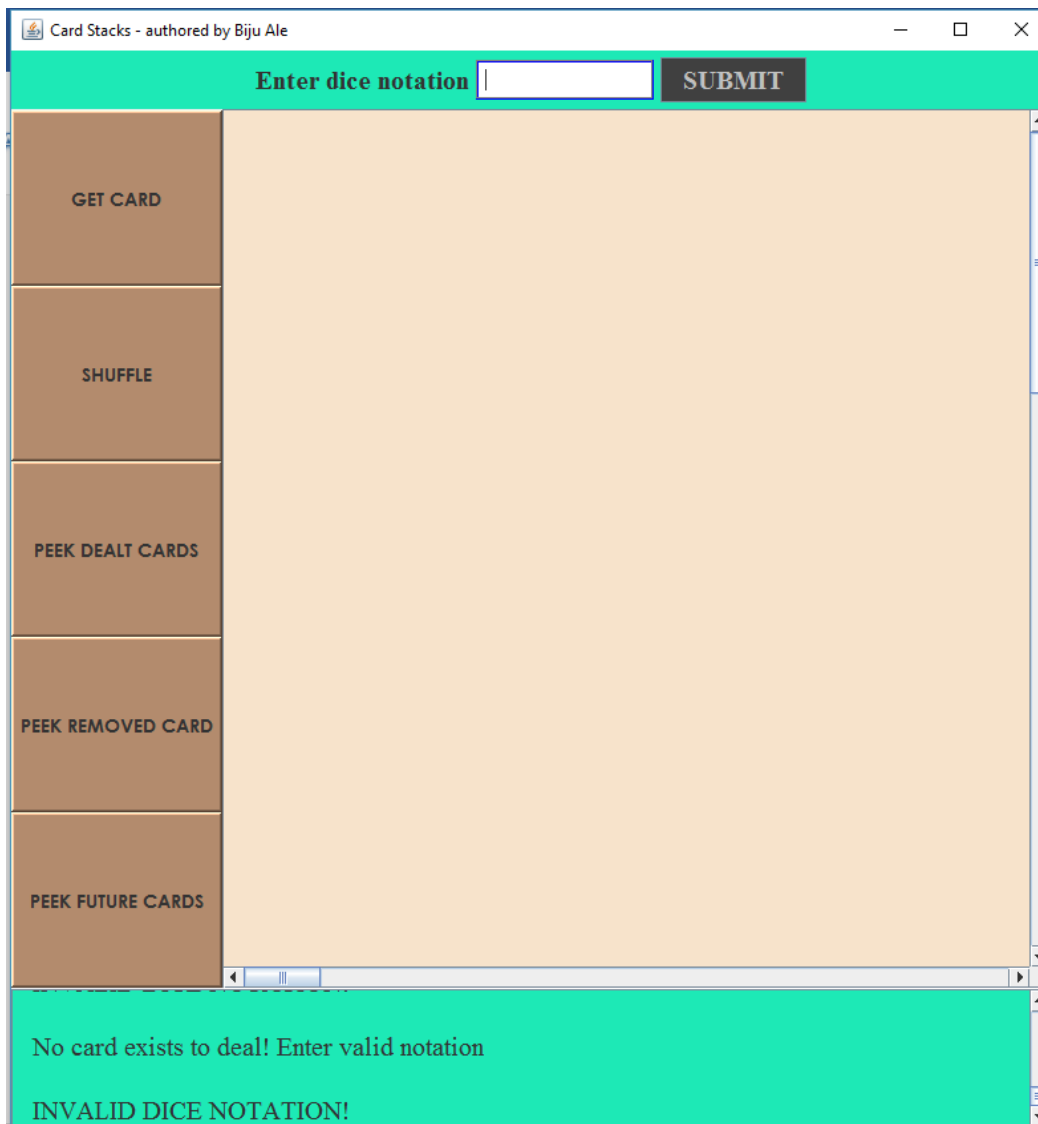 Card Stacks - authored by Biju Ale
Enter dice notation
SUBMIT
GET CARD
SHUFFLE
PEEK DEALT CARDS
PEEK REMOVED CARD
PEEK FUTURE CARDS
No card exists to deal! Enter valid notation
INVALID DICE NOTATION!